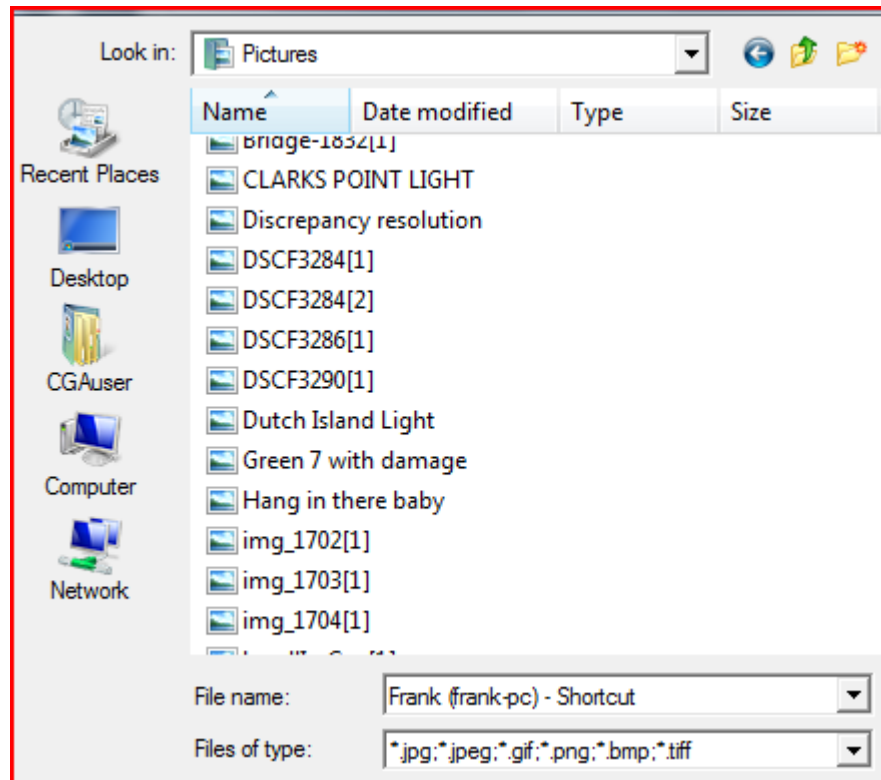 Look in: Pictures
Name Date modified Type Size
Recent Places
Desktop
CGAuser
Computer
Network
Bridge-1832[1]
CLARKS POINT LIGHT
Discrepancy resolution
DSCF3284[1]
DSCF3284[2]
DSCF3286[1]
DSCF3290[1]
Dutch Island Light
Green 7 with damage
Hang in there baby
img_1702[1]
img_1703[1]
img_1704[1]
File name: Frank (frank-pc) - Shortcut
Files of type: *.jpg;*.jpeg;*.gif;*.png;*.bmp;*.tiff